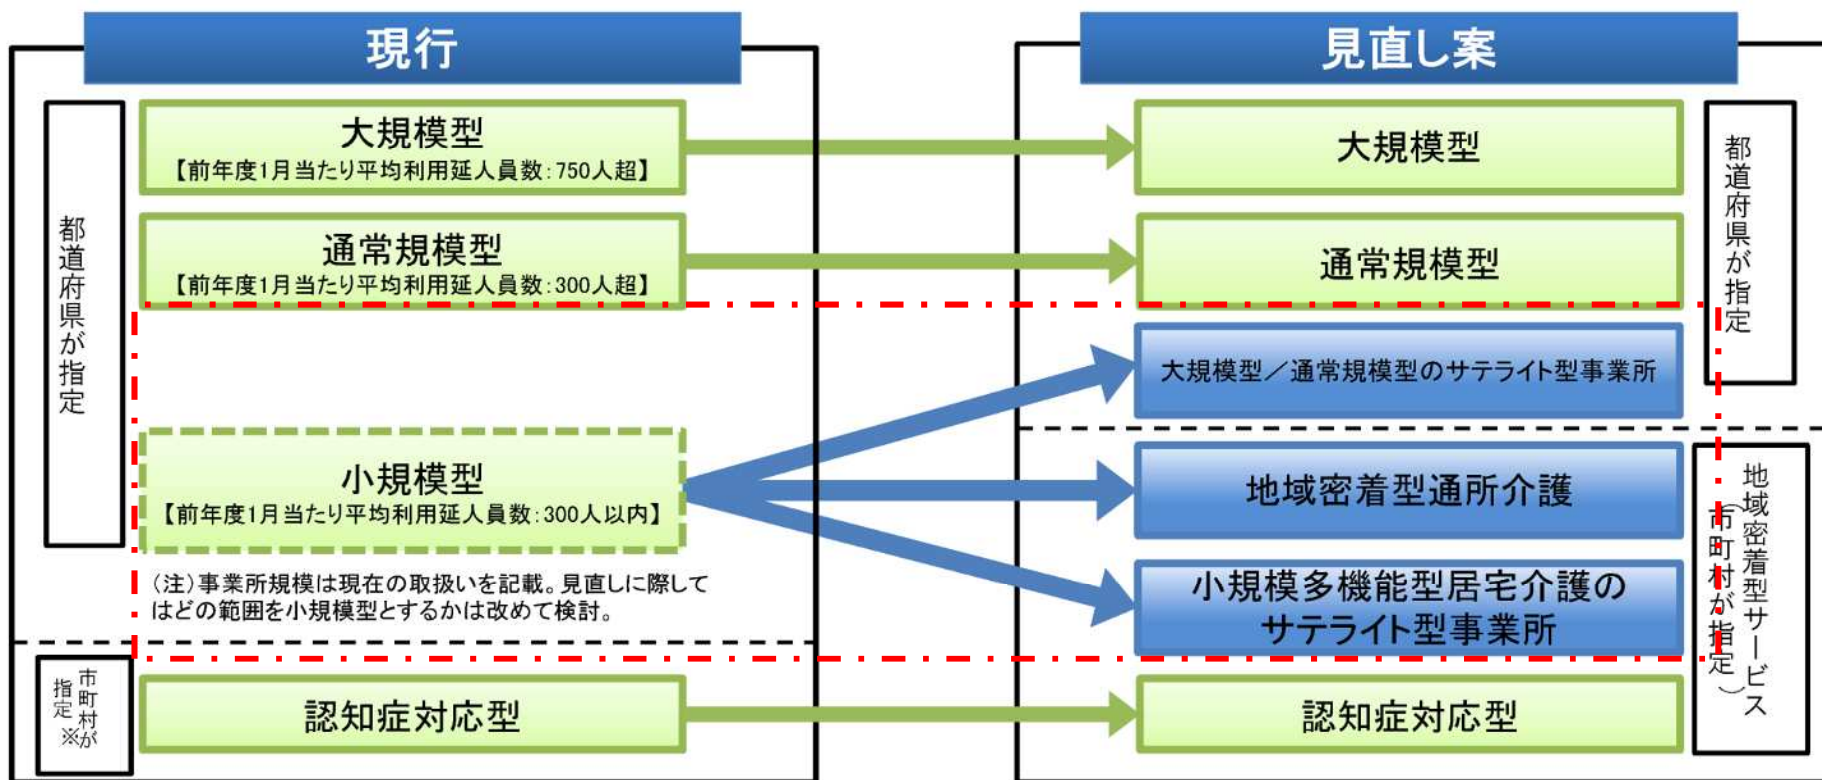 現行
都道府県が指定
大規模型
【前年度1月当たり平均利用延人員数:750人超】
通常規模型
【前年度1月当たり平均利用延人員数:300人超】
小規模型
【前年度1月当たり平均利用延人員数:300人以内】
(注)事業所規模は現在の取扱いを記載。見直しに際して
はどの範囲を小規模型とするかは改めて検討。
市町村が
指定※
認知症対応型
見直し案
大規模型
通常規模型
大規模型/通常規模型のサテライト型事業所
都道府県が指定
地域密着型通所介護
小規模多機能型居宅介護の
サテライト型事業所
認知症対応型
地域密着型サービス
(市町村が指定)